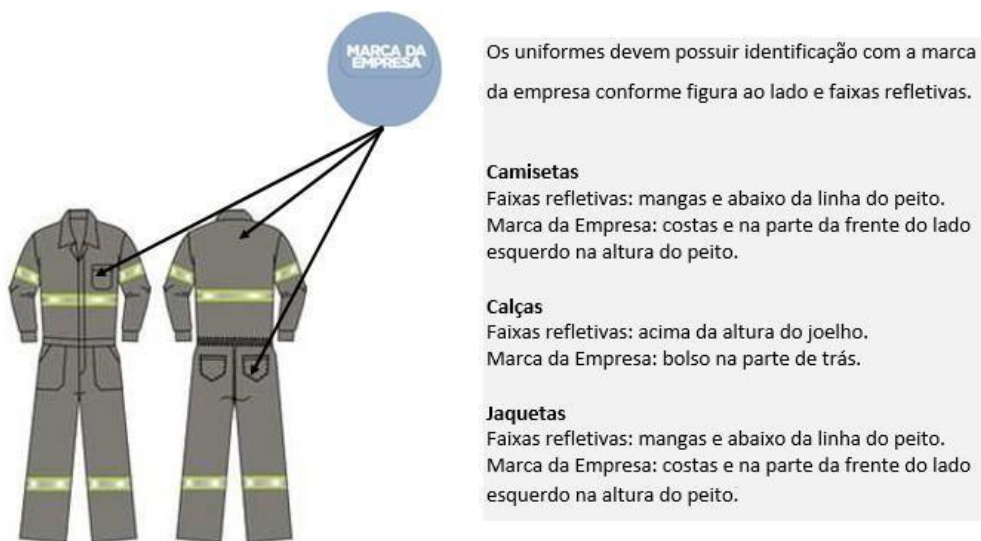 MARCA DA
EMPRESA
Os uniformes devem possuir identificação com a marca
da empresa conforme figura ao lado e faixas refletivas.
Camisetas
Faixas refletivas: mangas e abaixo da linha do peito.
Marca da Empresa: costas e na parte da frente do lado
esquerdo na altura do peito.
Calças
Faixas refletivas: acima da altura do joelho.
Marca da Empresa: bolso na parte de trás.
Jaquetas
Faixas refletivas: mangas e abaixo da linha do peito.
Marca da Empresa: costas e na parte da frente do lado
esquerdo na altura do peito.